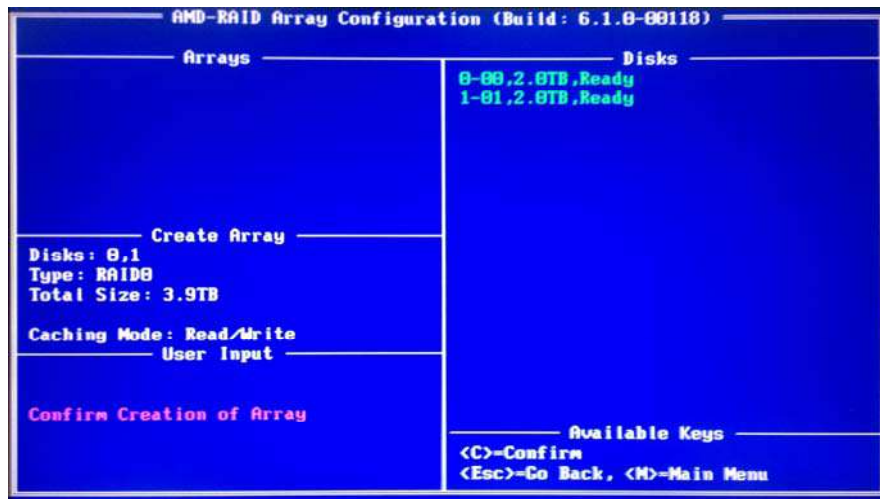 AMD-RAID Array Configuration (Build: 6.1.0-00118)
Arrays
Disks
0-00,2.0TB,Ready
1-01,2.0TB,Ready
Create Array
Disks: 0,1
Type: RAID0
Total Size: 3.9TB
Caching Mode: Read/Write
User Input
Confirm Creation of Array
Available Keys
<C>=Confirm
<Esc>=Go Back, <M>=Main Menu